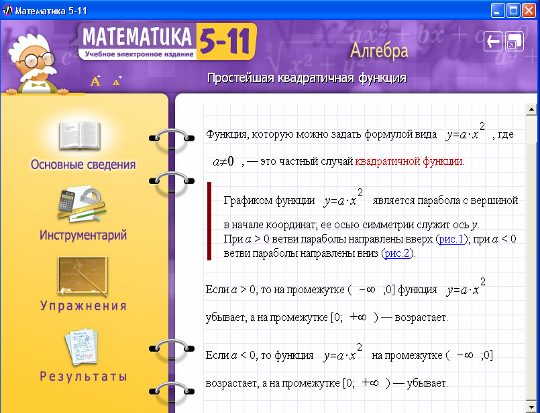 Математика 5-11
МАТЕМАТИКА 5-11
Учебное электронное издание
Алгебра
Простейшая квадратичная функция
A A
Основные сведения
Инструментарий
Упражнения
Результаты
Функция, которую можно задать формулой вида y=a·x², где
a≠0 , — это частный случай квадратичной функции.
Графиком функции y=a·x² является парабола с вершиной
в начале координат; ее осью симметрии служит ось y.
При a > 0 ветви параболы направлены вверх (рис.1); при a < 0
ветви параболы направлены вниз (рис.2).
Если a > 0, то на промежутке ( −∞ ;0] функция y=a·x²
убывает, а на промежутке [0; +∞ ) — возрастает.
Если a < 0, то функция y=a·x² на промежутке ( −∞ ;0]
возрастает, а на промежутке [0; +∞ ) — убывает.